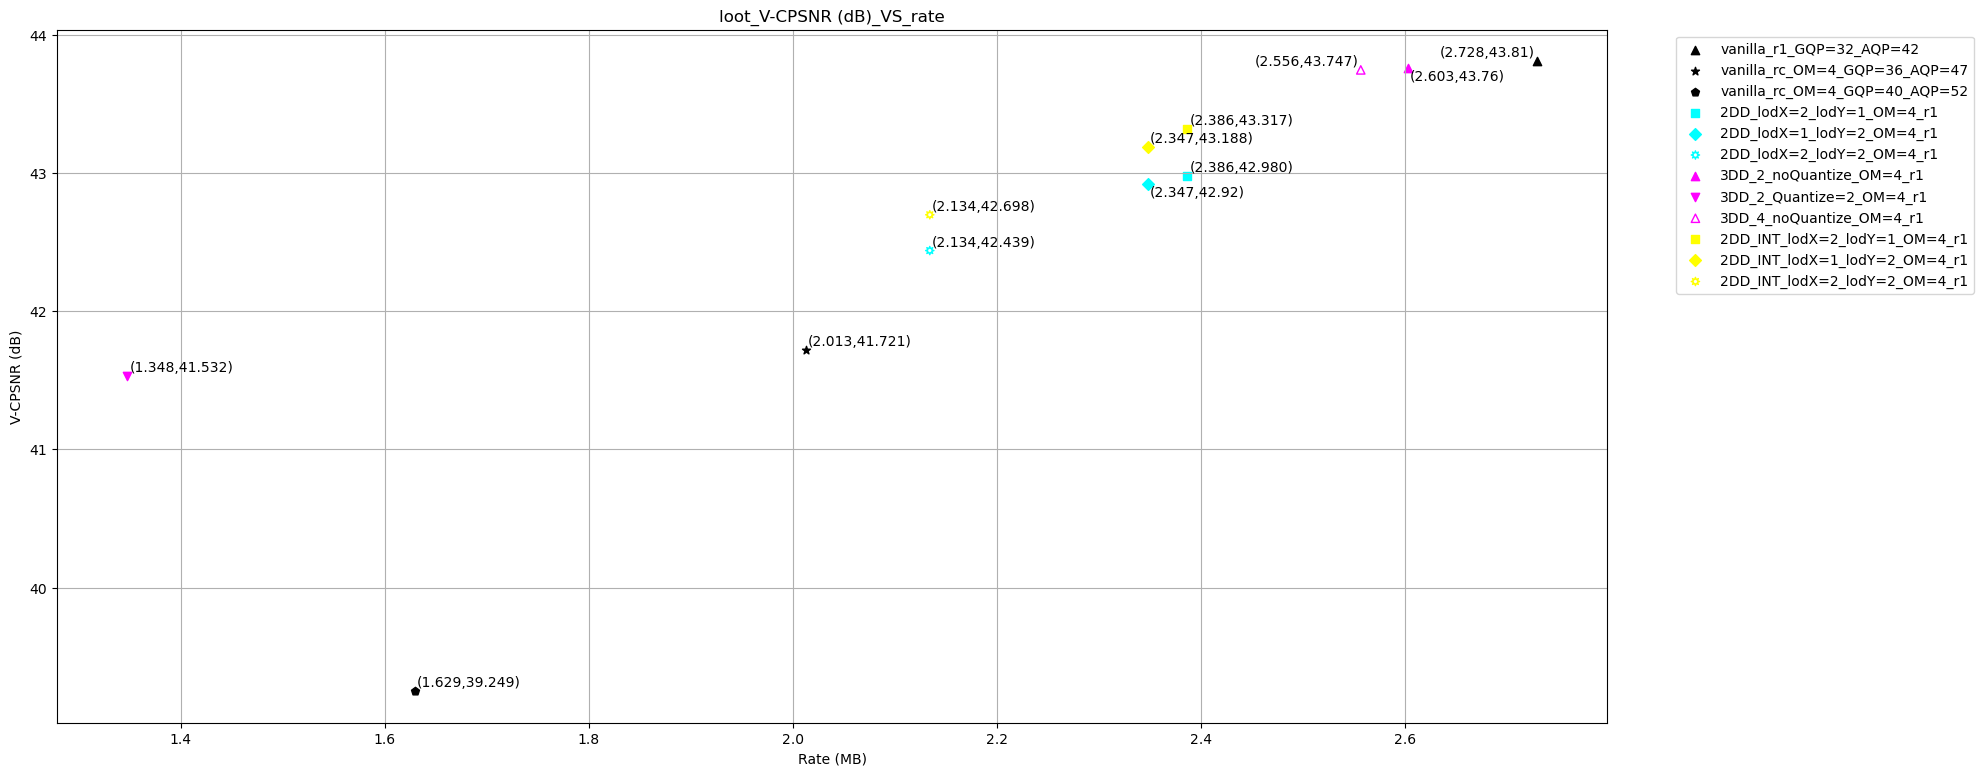 loot_V-CPSNR (dB)_VS_rate
44
43
42
41
40
V-CPSNR (dB)
(2.728,43.81)
(2.556,43.747)
(2.603,43.76)
(2.386,43.317)
(2.347,43.188)
(2.386,42.980)
(2.347,42.92)
(2.134,42.698)
(2.134,42.439)
(2.013,41.721)
(1.348,41.532)
(1.629,39.249)
1.4
1.6
1.8
2.0
2.2
2.4
2.6
Rate (MB)
vanilla_r1_GQP=32_AQP=42
vanilla_rc_OM=4_GQP=36_AQP=47
vanilla_rc_OM=4_GQP=40_AQP=52
2DD_lodX=2_lodY=1_OM=4_r1
2DD_lodX=1_lodY=2_OM=4_r1
2DD_lodX=2_lodY=2_OM=4_r1
3DD_2_noQuantize_OM=4_r1
3DD_2_Quantize=2_OM=4_r1
3DD_4_noQuantize_OM=4_r1
2DD_INT_lodX=2_lodY=1_OM=4_r1
2DD_INT_lodX=1_lodY=2_OM=4_r1
2DD_INT_lodX=2_lodY=2_OM=4_r1